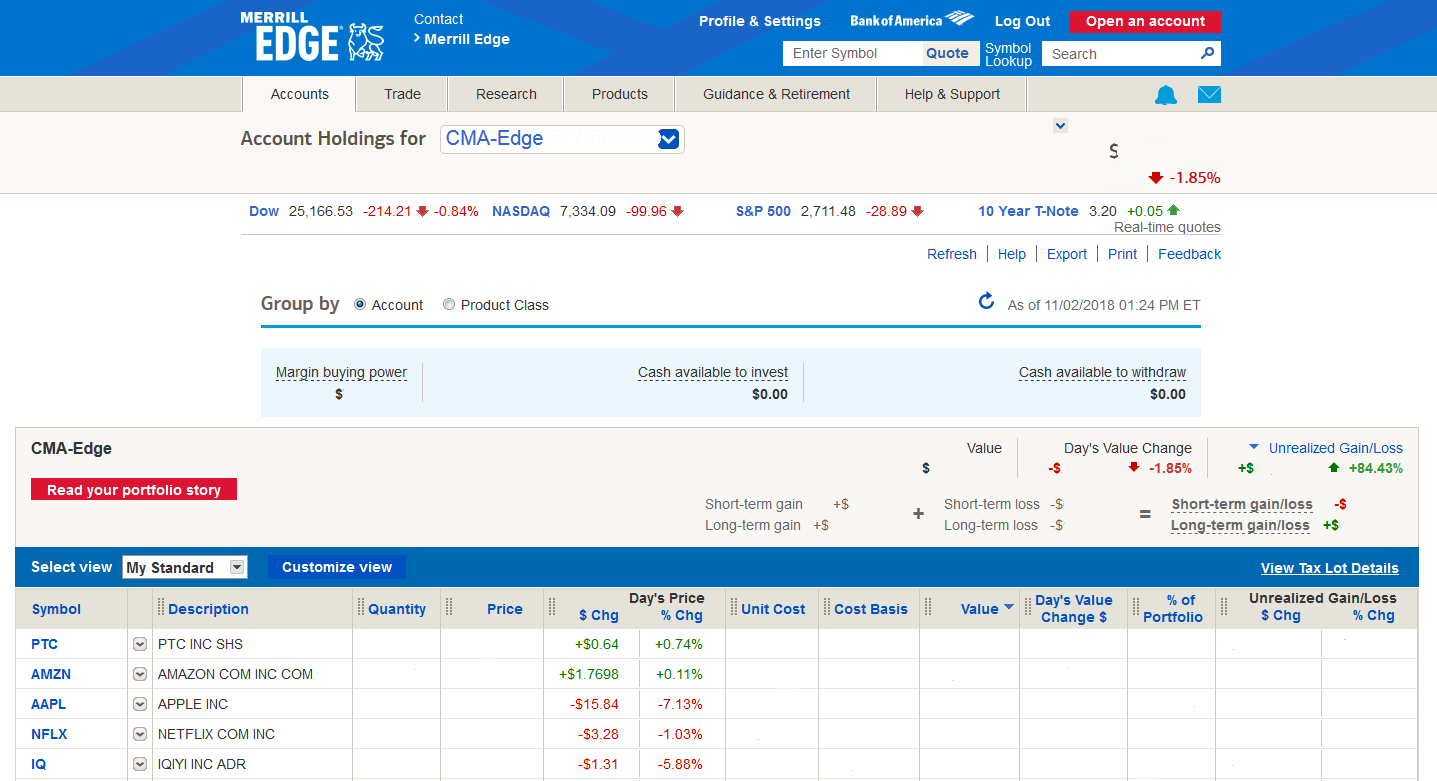 MERRILL EDGE
Contact
Merrill Edge
Profile & Settings Bank of America Log Out Open an account
Enter Symbol Quote Symbol Lookup Search
Accounts Trade Research Products Guidance & Retirement Help & Support
Account Holdings for CMA-Edge
$
-1.85%
Dow 25,166.53 -214.21 -0.84% NASDAQ 7,334.09 -99.96 S&P 500 2,711.48 -28.89 10 Year T-Note 3.20 +0.05
Real-time quotes
Refresh Help Export Print Feedback
Group by Account Product Class As of 11/02/2018 01:24 PM ET
Margin buying power Cash available to invest Cash available to withdraw
$ $0.00 $0.00
CMA-Edge Value Day's Value Change Unrealized Gain/Loss
$ -$ -1.85% +$ +84.43%
Read your portfolio story
Short-term gain +$ + Short-term loss -$ = Short-term gain/loss -$
Long-term gain +$ Long-term loss -$ Long-term gain/loss +$
Select view My Standard Customize view View Tax Lot Details
Symbol Description Quantity Price Day's Price $ Chg % Chg Unit Cost Cost Basis Value Day's Value Change $ % of Portfolio Unrealized Gain/Loss $ Chg % Chg
PTC PTC INC SHS +$0.64 +0.74%
AMZN AMAZON COM INC COM +$1.7698 +0.11%
AAPL APPLE INC -$15.84 -7.13%
NFLX NETFLIX COM INC -$3.28 -1.03%
IQ IQIYI INC ADR -$1.31 -5.88%